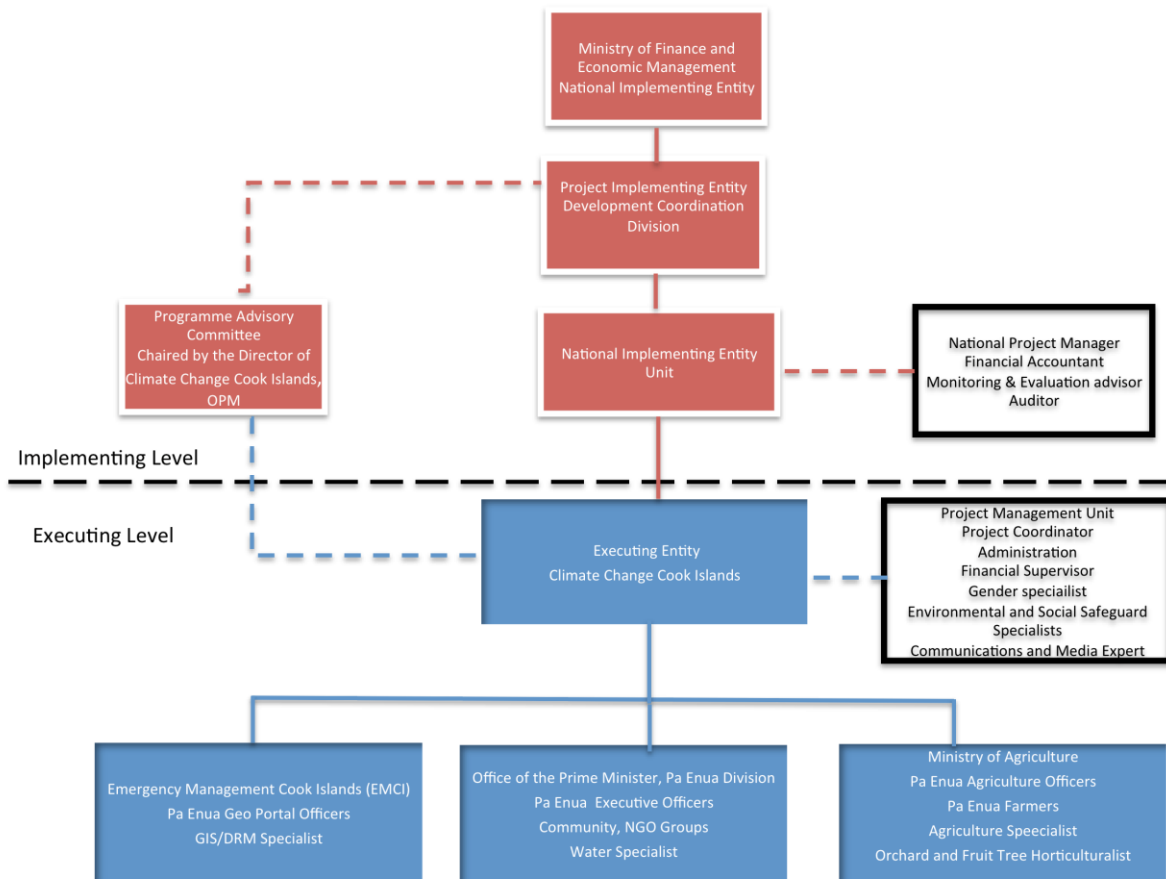 Ministry of Finance and
Economic Management
National Implementing Entity
Project Implementing Entity
Development Coordination
Division
Programme Advisory
Committee
Chaired by the Director of
Climate Change Cook Islands,
OPM
National Implementing Entity
Unit
National Project Manager
Financial Accountant
Monitoring & Evaluation advisor
Auditor
Implementing Level
Executing Level
Executing Entity
Climate Change Cook Islands
Project Management Unit
Project Coordinator
Administration
Financial Supervisor
Gender speciailist
Environmental and Social Safeguard
Specialists
Communications and Media Expert
Emergency Management Cook Islands (EMCI)
Pa Enua Geo Portal Officers
GIS/DRM Specialist
Office of the Prime Minister, Pa Enua Division
Pa Enua Executive Officers
Community, NGO Groups
Water Specialist
Ministry of Agriculture
Pa Enua Agriculture Officers
Pa Enua Farmers
Agriculture Speecialist
Orchard and Fruit Tree Horticulturalist